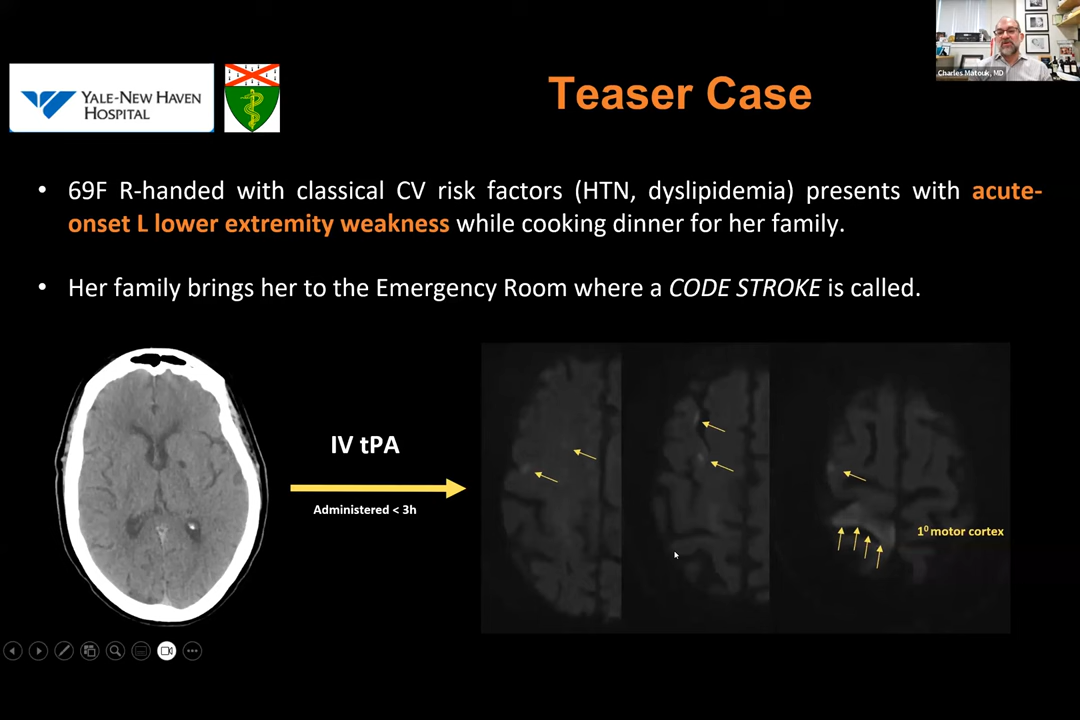 Charles Matouk, MD
YALE-NEW HAVEN
HOSPITAL
Teaser Case
• 69F R-handed with classical CV risk factors (HTN, dyslipidemia) presents with acute-
onset L lower extremity weakness while cooking dinner for her family.
• Her family brings her to the Emergency Room where a CODE STROKE is called.
IV tPA
Administered < 3h
1⁰ motor cortex